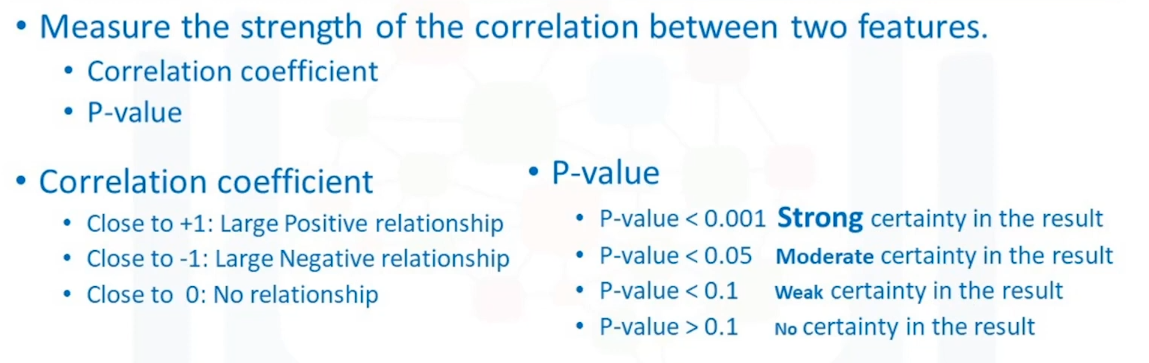 • Measure the strength of the correlation between two features.
• Correlation coefficient
• P-value
• Correlation coefficient
• Close to +1: Large Positive relationship
• Close to -1: Large Negative relationship
• Close to 0: No relationship
• P-value
• P-value < 0.001 Strong certainty in the result
• P-value < 0.05 Moderate certainty in the result
• P-value < 0.1 Weak certainty in the result
• P-value > 0.1 No certainty in the result